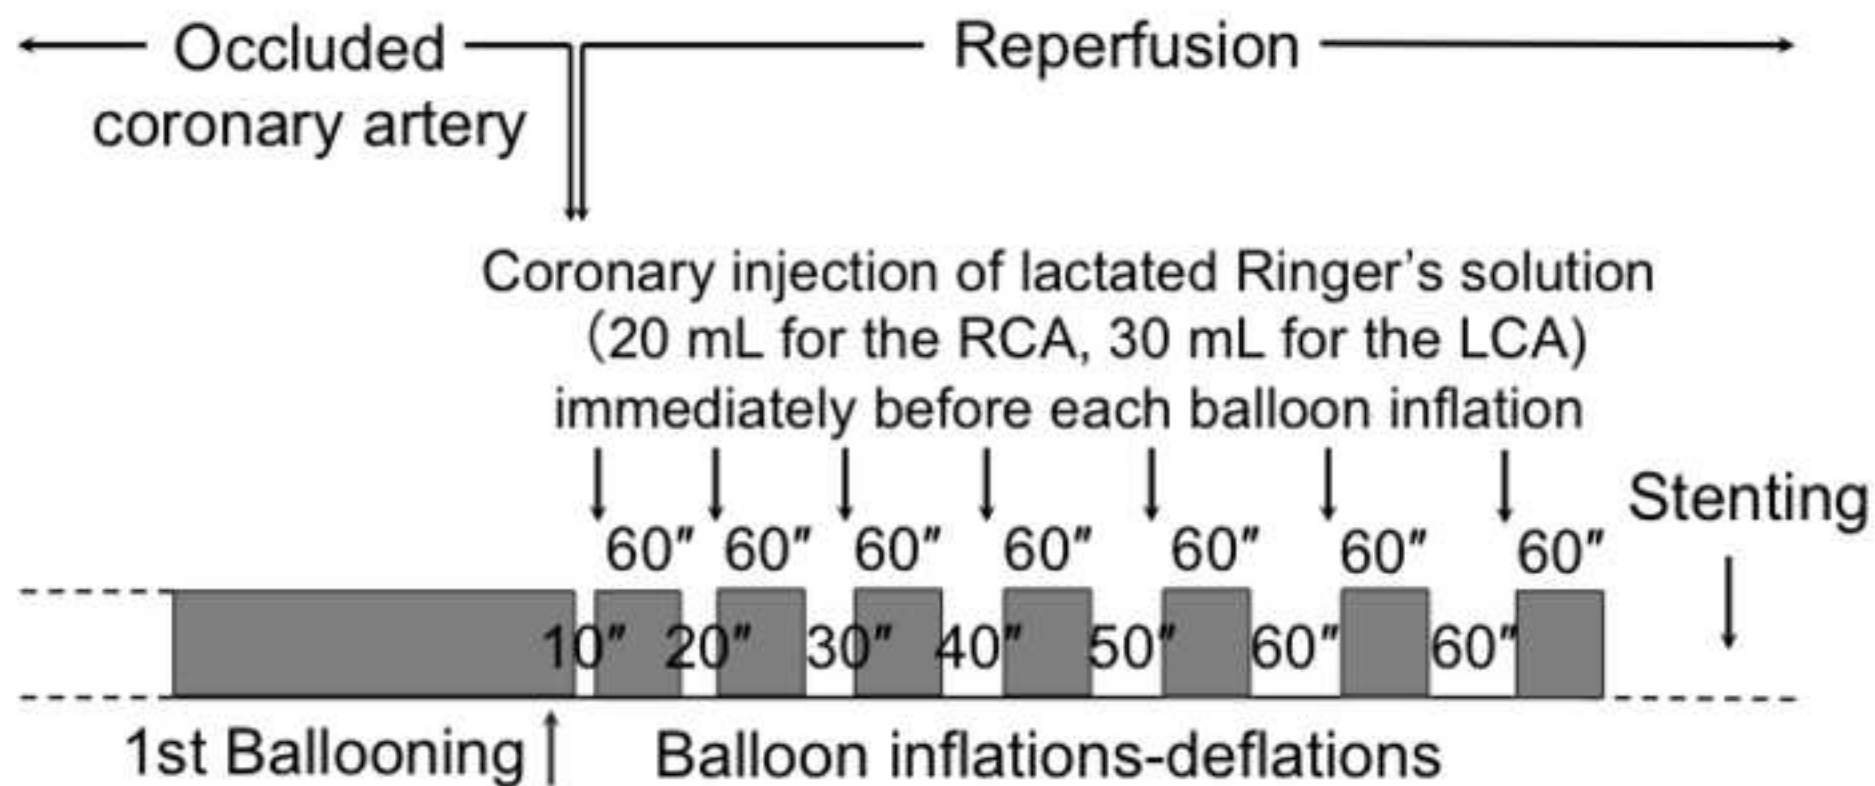 Occluded
coronary artery
Reperfusion
Coronary injection of lactated Ringer’s solution
(20 mL for the RCA, 30 mL for the LCA)
immediately before each balloon inflation
Stenting
60″ 60″ 60″ 60″ 60″ 60″ 60″
10″ 20″ 30″ 40″ 50″ 60″ 60″
1st Ballooning
Balloon inflations-deflations